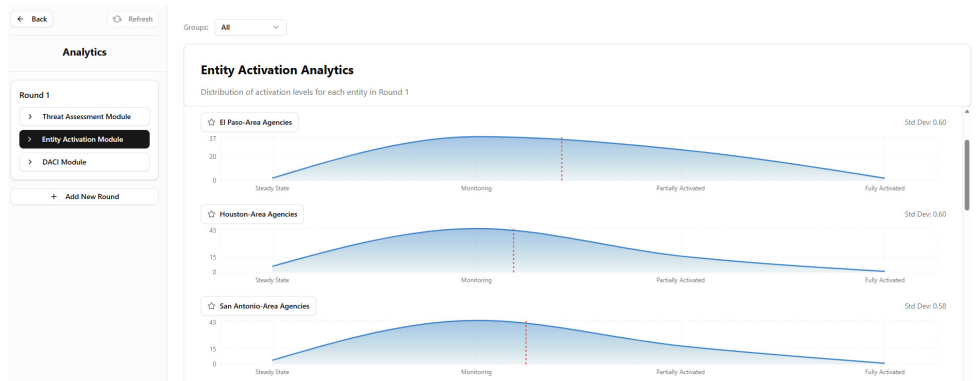 Back
Refresh
Analytics
Round 1
Threat Assessment Module
Entity Activation Module
DACI Module
+ Add New Round
Groups: All
Entity Activation Analytics
Distribution of activation levels for each entity in Round 1
El Paso-Area Agencies
Std Dev: 0.60
37
20
0
Steady State Monitoring Partially Activated Fully Activated
Houston-Area Agencies
Std Dev: 0.60
43
15
0
Steady State Monitoring Partially Activated Fully Activated
San Antonio-Area Agencies
Std Dev: 0.58
43
15
0
Steady State Monitoring Partially Activated Fully Activated